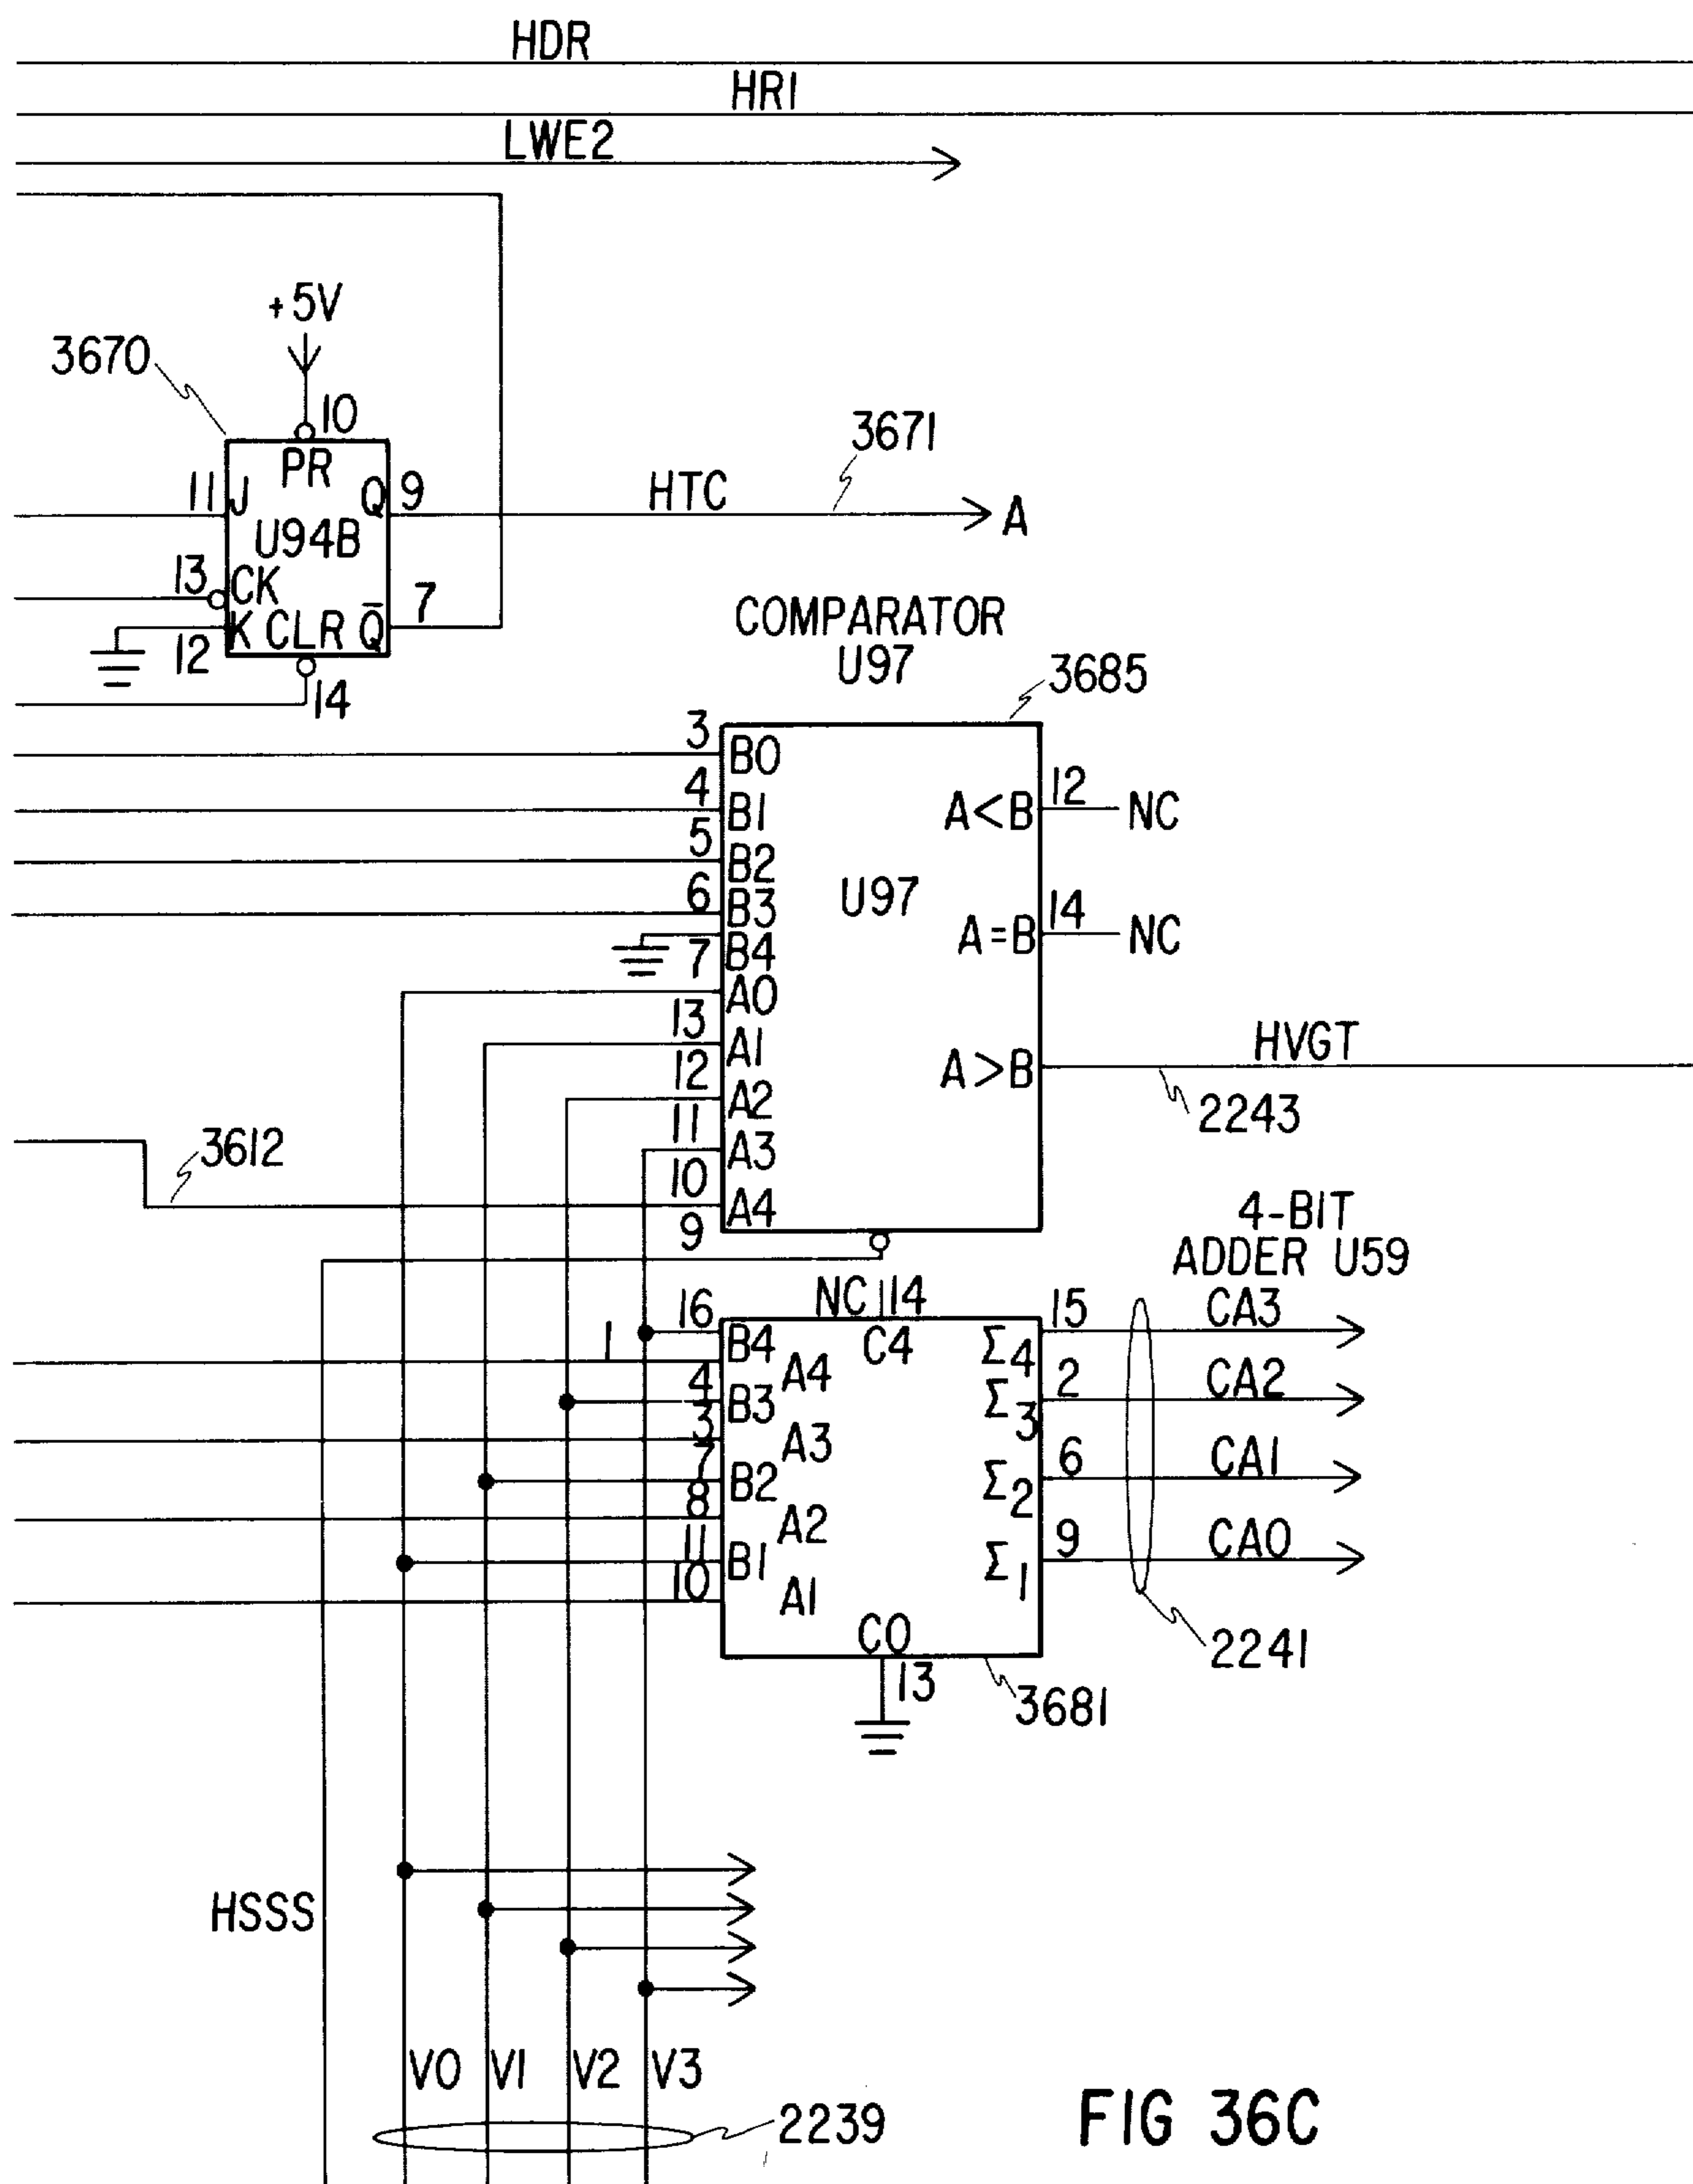 HDR
HR1
LWE2
+5V
3670
10
PR
11 J
Q 9
HTC
3671
A
U94B
13 CK
12 K CLR Q̄ 7
14
COMPARATOR
U97
3685
3 B0
4 B1
5 B2
6 B3
7 B4
A0
13 A1
12 A2
11 A3
10 A4
9
U97
A<B 12 NC
A=B 14 NC
A>B
HVGT
2243
3612
4-BIT
ADDER U59
NC 14
C4
16 B4
1 A4
4 B3
3 A3
7 B2
8 A2
11 B1
10 A1
Σ4 15 CA3
Σ3 2 CA2
Σ2 6 CA1
Σ1 9 CA0
C0
13
3681
2241
HSSS
V0 V1 V2 V3
2239
FIG 36C